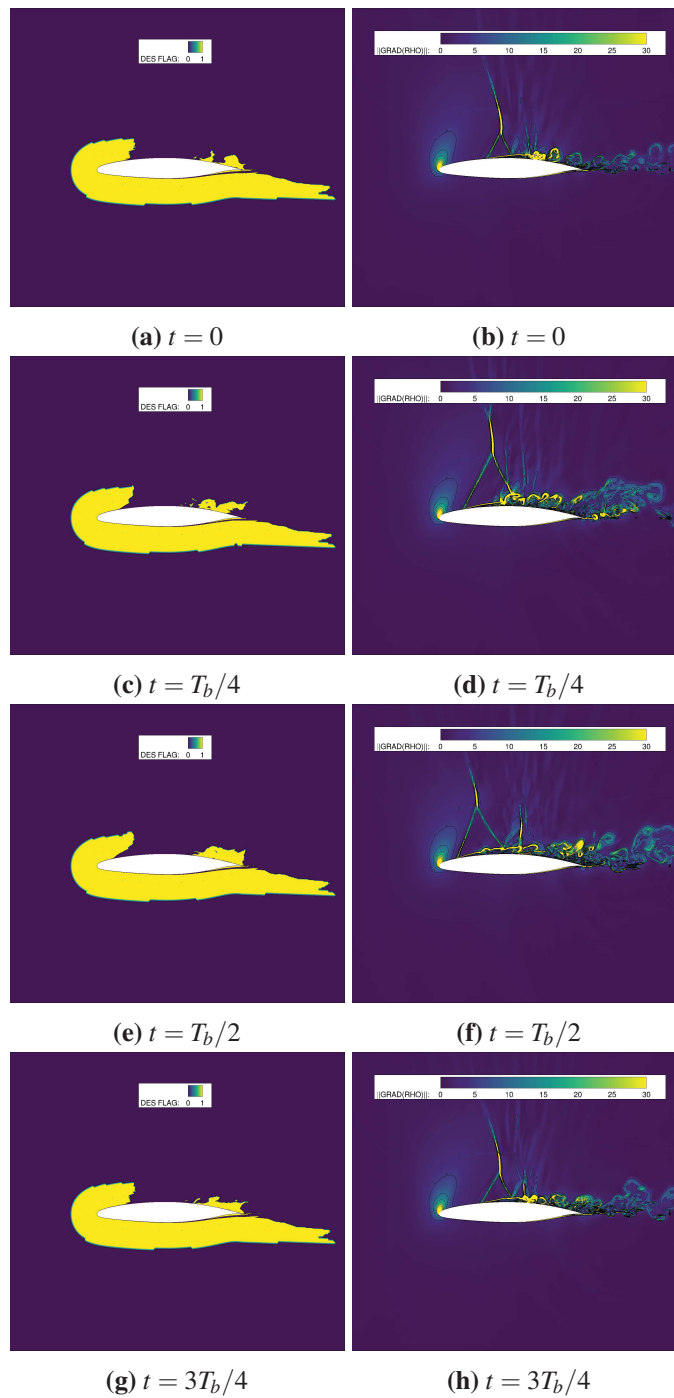 DES FLAG: 0 1
||GRAD(RHO)||: 0 5 10 15 20 25 30
(a) t = 0
(b) t = 0
DES FLAG: 0 1
||GRAD(RHO)||: 0 5 10 15 20 25 30
(c) t = T_b/4
(d) t = T_b/4
DES FLAG: 0 1
||GRAD(RHO)||: 0 5 10 15 20 25 30
(e) t = T_b/2
(f) t = T_b/2
DES FLAG: 0 1
||GRAD(RHO)||: 0 5 10 15 20 25 30
(g) t = 3T_b/4
(h) t = 3T_b/4